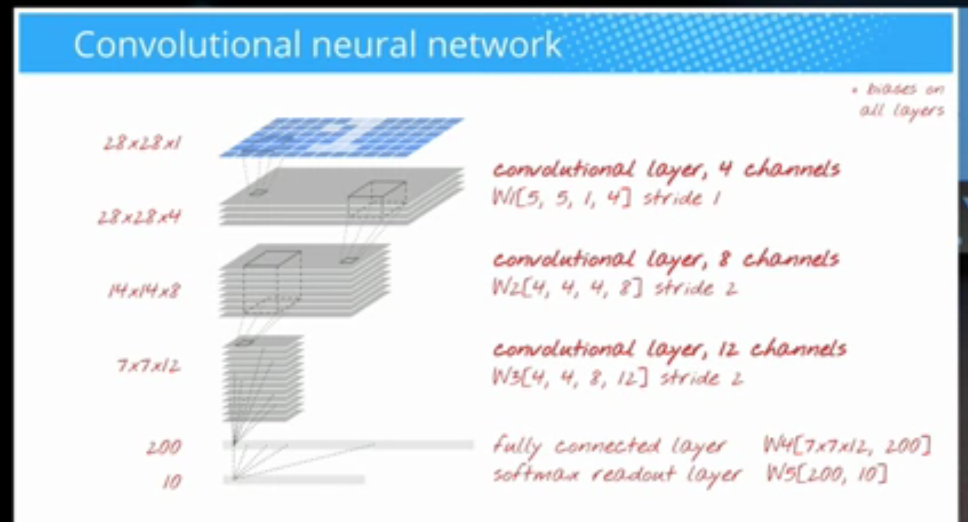 Convolutional neural network
+ biases on
all layers
28x28x1
convolutional layer, 4 channels
W1[5, 5, 1, 4] stride 1
28x28x4
convolutional layer, 8 channels
W2[4, 4, 4, 8] stride 2
14x14x8
convolutional layer, 12 channels
W3[4, 4, 8, 12] stride 2
7x7x12
200
fully connected layer W4[7x7x12, 200]
10
softmax readout layer W5[200, 10]